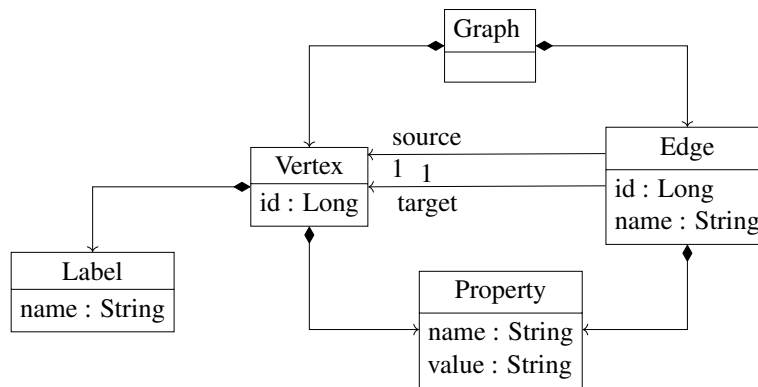 Graph
source
Edge
Vertex
1
1
id : Long
id : Long
target
name : String
Label
name : String
Property
name : String
value : String